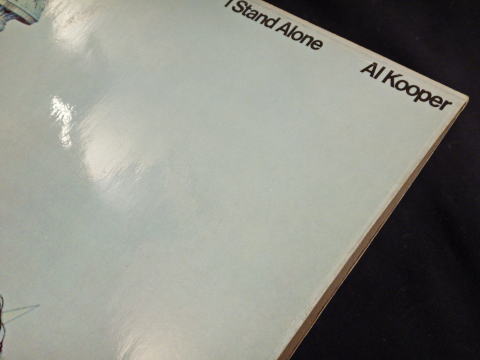 I Stand Alone
Al Kooper